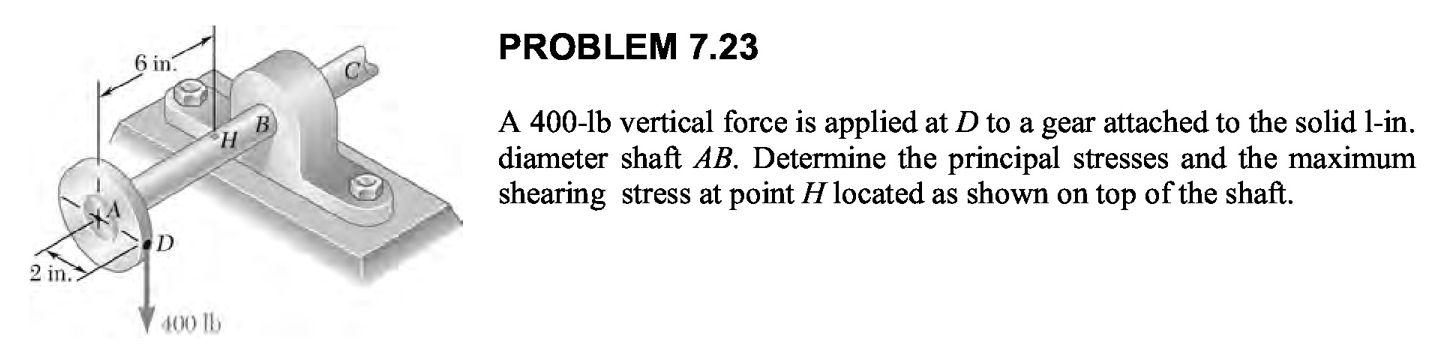 PROBLEM 7.23
A 400-lb vertical force is applied at D to a gear attached to the solid l-in.
diameter shaft AB. Determine the principal stresses and the maximum
shearing stress at point H located as shown on top of the shaft.
6 in.
C
B
H
A
D
2 in.
400 lb